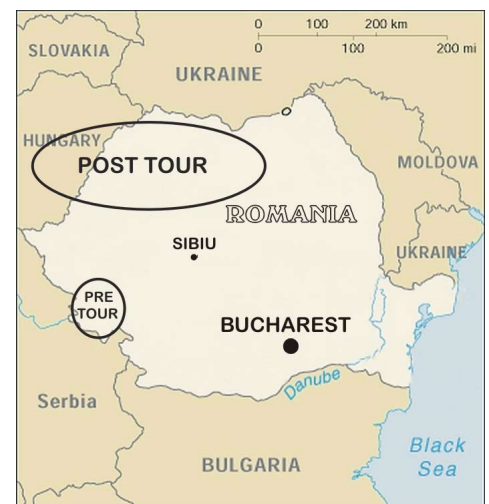 0 100 200 km
0 100 200 mi
SLOVAKIA
UKRAINE
HUNGARY
POST TOUR
MOLDOVA
ROMANIA
SIBIU
UKRAINE
PRE
TOUR
BUCHAREST
Danube
Serbia
Black
Sea
BULGARIA